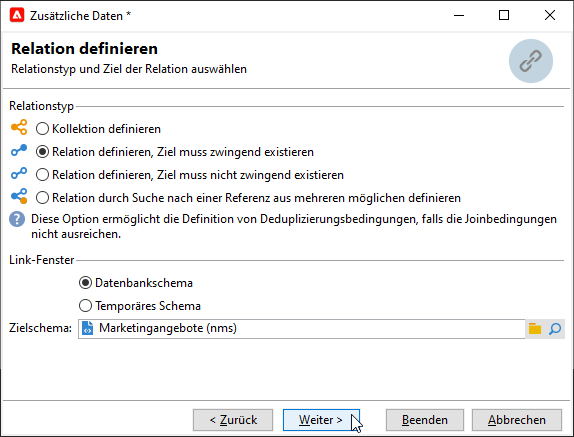 Zusätzliche Daten *
Relation definieren
Relationstyp und Ziel der Relation auswählen
Relationstyp
Kollektion definieren
Relation definieren, Ziel muss zwingend existieren
Relation definieren, Ziel muss nicht zwingend existieren
Relation durch Suche nach einer Referenz aus mehreren möglichen definieren
Diese Option ermöglicht die Definition von Deduplizierungsbedingungen, falls die Joinbedingungen
nicht ausreichen.
Link-Fenster
Datenbankschema
Temporäres Schema
Zielschema: Marketingangebote (nms)
< Zurück Weiter > Beenden Abbrechen